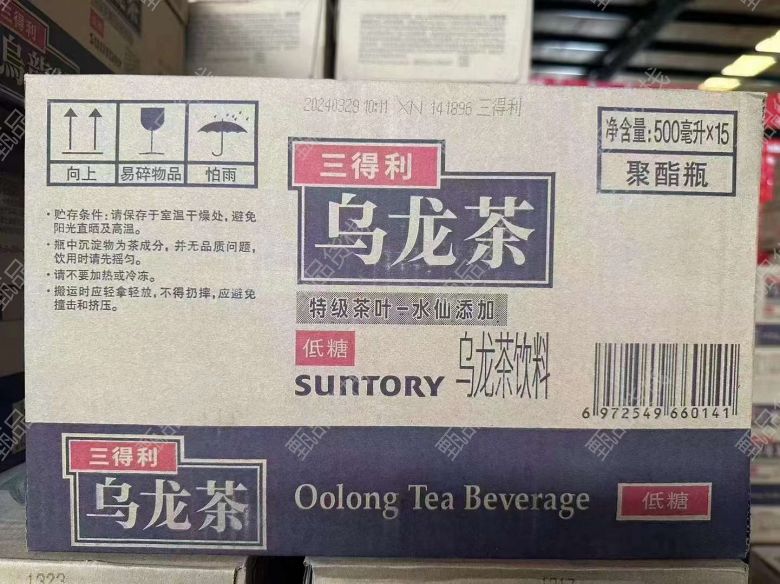 三得利
SUNTORY
20240329 10:11 XN 141896 三得利
向上
易碎物品
怕雨
净含量:500毫升×15
聚酯瓶
三得利
乌龙茶
·贮存条件:请保存于室温干燥处,避免
阳光直晒及高温。
·瓶中沉淀物为茶成分,并无品质问题,
饮用时请先摇匀。
·请不要加热或冷冻。
·搬运时应轻拿轻放,不得扔摔,应避免
撞击和挤压。
特级茶叶-水仙添加
低糖
SUNTORY
乌龙茶饮料
6 972549 660141
三得利
乌龙茶
Oolong Tea Beverage
低糖
1323